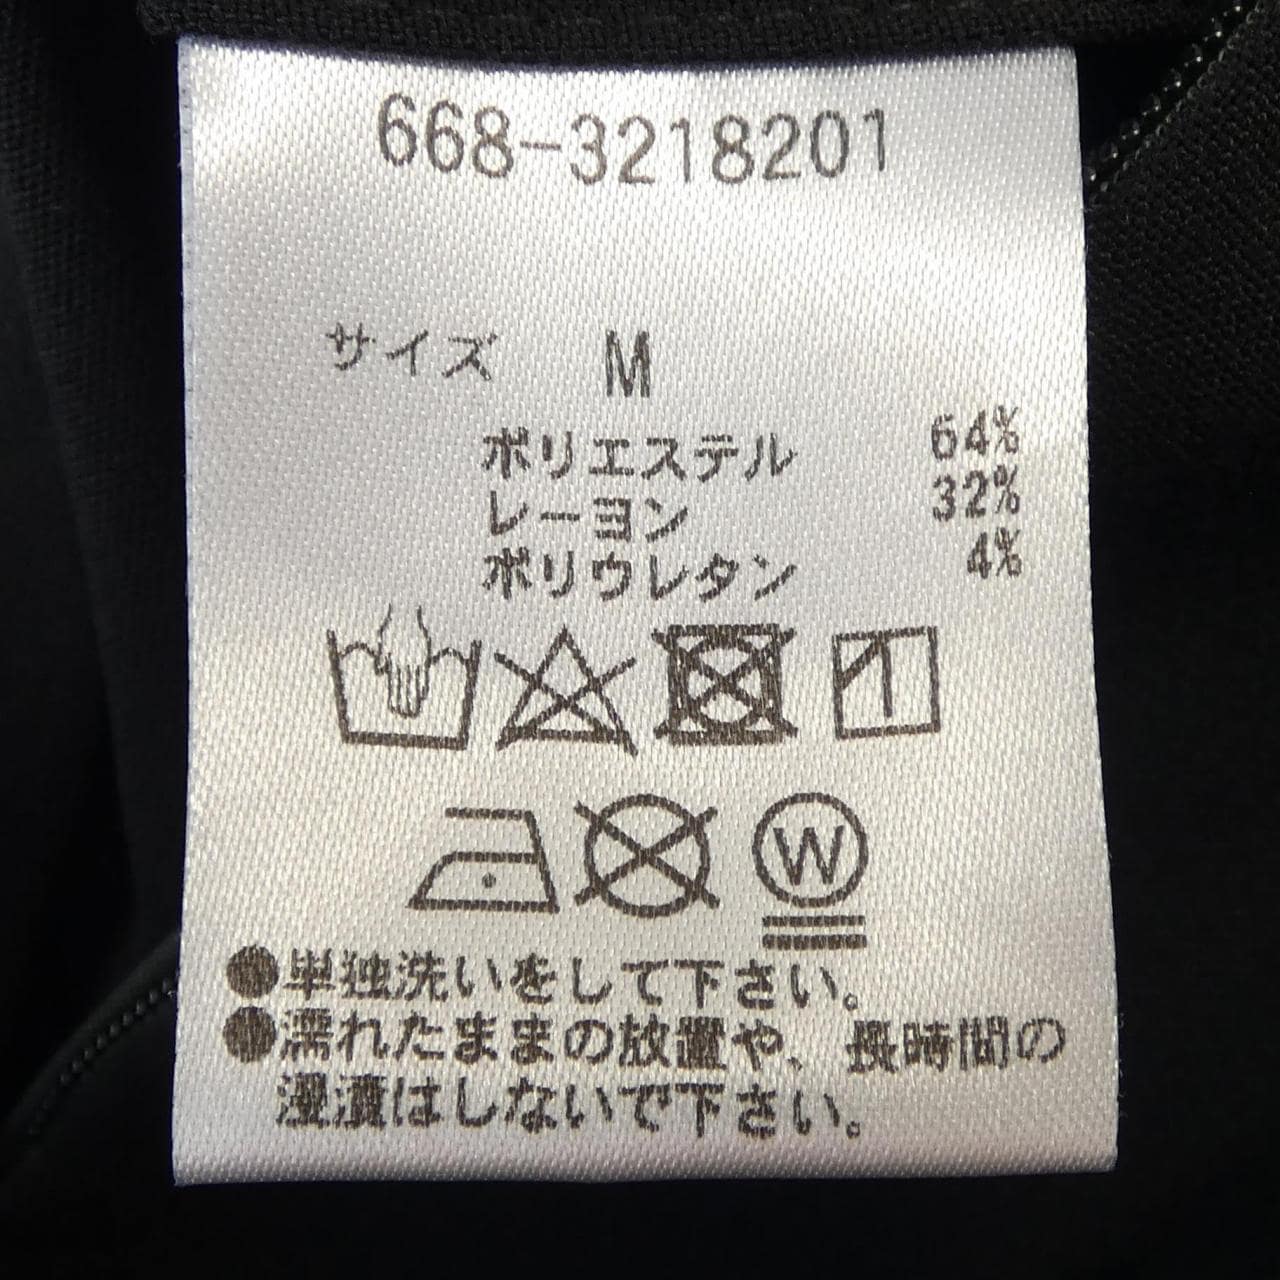 668-3218201
サイズ M
ポリエステル 64%
レーヨン 32%
ポリウレタン 4%
W
●単独洗いをして下さい。
●濡れたままの放置や、長時間の
浸漬はしないで下さい。